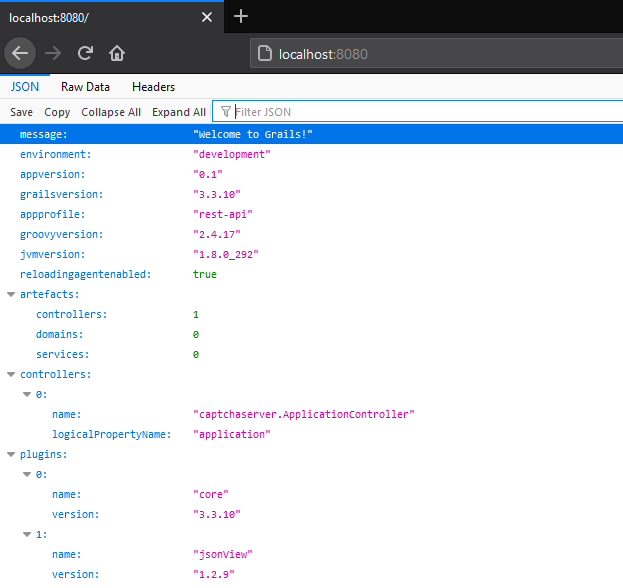 localhost:8080/
localhost:8080
JSON Raw Data Headers
Save Copy Collapse All Expand All Filter JSON
message: "Welcome to Grails!"
environment: "development"
appversion: "0.1"
grailsversion: "3.3.10"
appprofile: "rest-api"
groovyversion: "2.4.17"
jvmversion: "1.8.0_292"
reloadingagentenabled: true
artefacts:
controllers: 1
domains: 0
services: 0
controllers:
0:
name: "captchaserver.ApplicationController"
logicalPropertyName: "application"
plugins:
0:
name: "core"
version: "3.3.10"
1:
name: "jsonView"
version: "1.2.9"